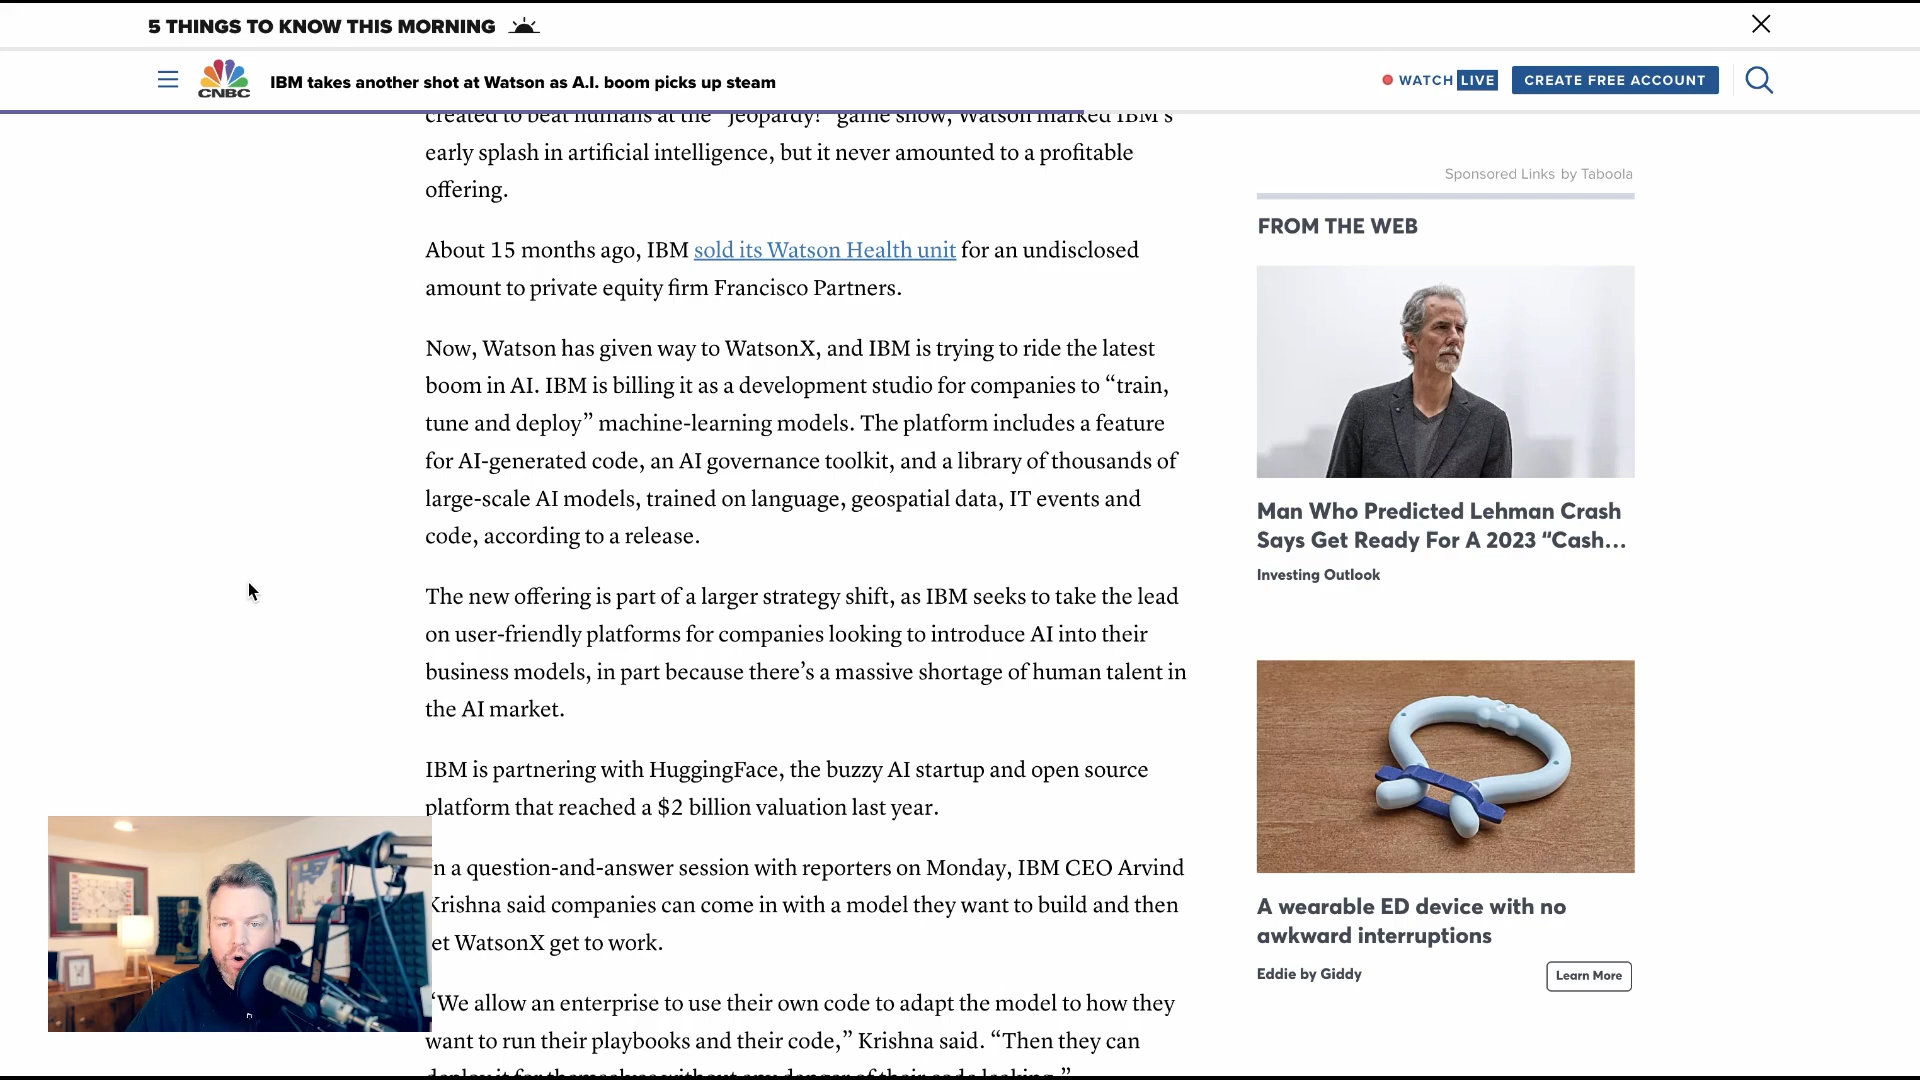 5 THINGS TO KNOW THIS MORNING
CNBC
IBM takes another shot at Watson as A.I. boom picks up steam
WATCH LIVE
CREATE FREE ACCOUNT
created to beat humans at the “Jeopardy!” game show, Watson marked IBM’s
early splash in artificial intelligence, but it never amounted to a profitable
offering.
About 15 months ago, IBM sold its Watson Health unit for an undisclosed
amount to private equity firm Francisco Partners.
Now, Watson has given way to WatsonX, and IBM is trying to ride the latest
boom in AI. IBM is billing it as a development studio for companies to “train,
tune and deploy” machine-learning models. The platform includes a feature
for AI-generated code, an AI governance toolkit, and a library of thousands of
large-scale AI models, trained on language, geospatial data, IT events and
code, according to a release.
The new offering is part of a larger strategy shift, as IBM seeks to take the lead
on user-friendly platforms for companies looking to introduce AI into their
business models, in part because there’s a massive shortage of human talent in
the AI market.
IBM is partnering with HuggingFace, the buzzy AI startup and open source
platform that reached a $2 billion valuation last year.
n a question-and-answer session with reporters on Monday, IBM CEO Arvind
Krishna said companies can come in with a model they want to build and then
et WatsonX get to work.
“We allow an enterprise to use their own code to adapt the model to how they
want to run their playbooks and their code,” Krishna said. “Then they can
deploy it for themselves without any danger of their code leaking.”
Sponsored Links by Taboola
FROM THE WEB
Man Who Predicted Lehman Crash
Says Get Ready For A 2023 “Cash...
Investing Outlook
A wearable ED device with no
awkward interruptions
Eddie by Giddy
Learn More